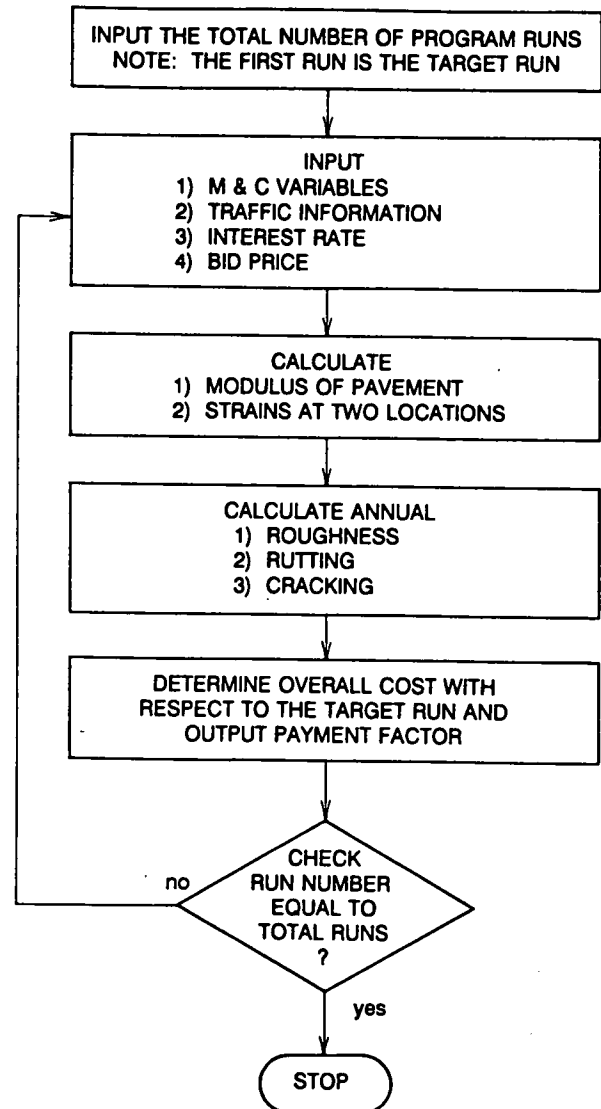 INPUT THE TOTAL NUMBER OF PROGRAM RUNS
NOTE: THE FIRST RUN IS THE TARGET RUN
INPUT
1) M & C VARIABLES
2) TRAFFIC INFORMATION
3) INTEREST RATE
4) BID PRICE
CALCULATE
1) MODULUS OF PAVEMENT
2) STRAINS AT TWO LOCATIONS
CALCULATE ANNUAL
1) ROUGHNESS
2) RUTTING
3) CRACKING
DETERMINE OVERALL COST WITH
RESPECT TO THE TARGET RUN AND
OUTPUT PAYMENT FACTOR
CHECK
RUN NUMBER
EQUAL TO
TOTAL RUNS
?
no
yes
STOP